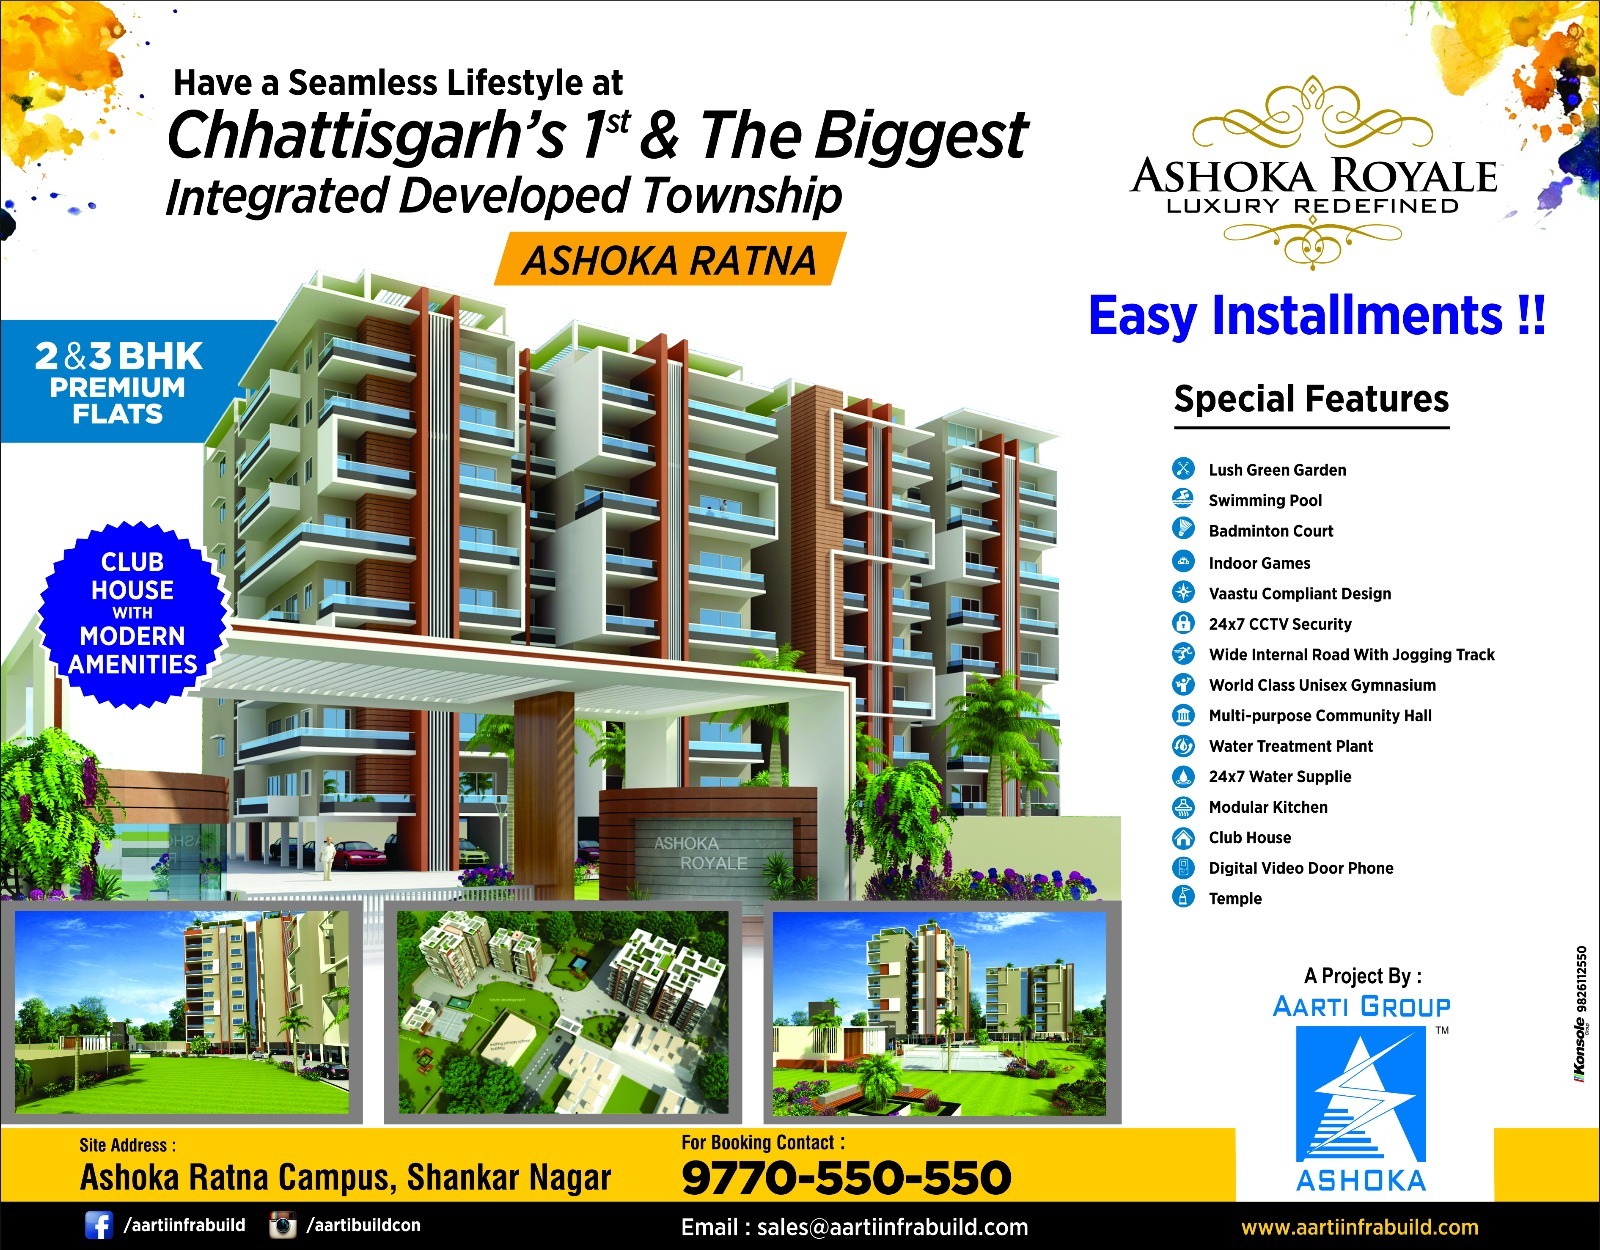 Have a Seamless Lifestyle at
Chhattisgarh's 1st & The Biggest
Integrated Developed Township
ASHOKA RATNA
ASHOKA ROYALE
LUXURY REDEFINED
Easy Installments !!
2 & 3 BHK
PREMIUM
FLATS
CLUB
HOUSE
WITH
MODERN
AMENITIES
Special Features
Lush Green Garden
Swimming Pool
Badminton Court
Indoor Games
Vaastu Compliant Design
24x7 CCTV Security
Wide Internal Road With Jogging Track
World Class Unisex Gymnasium
Multi-purpose Community Hall
Water Treatment Plant
24x7 Water Supplie
Modular Kitchen
Club House
Digital Video Door Phone
Temple
ASHOKA
ROYALE
A Project By :
AARTI GROUP
TM
ASHOKA
Konsole Group 9826112550
Site Address :
Ashoka Ratna Campus, Shankar Nagar
For Booking Contact :
9770-550-550
/aartiinfrabuild
/aartibuildcon
Email : sales@aartiinfrabuild.com
www.aartiinfrabuild.com